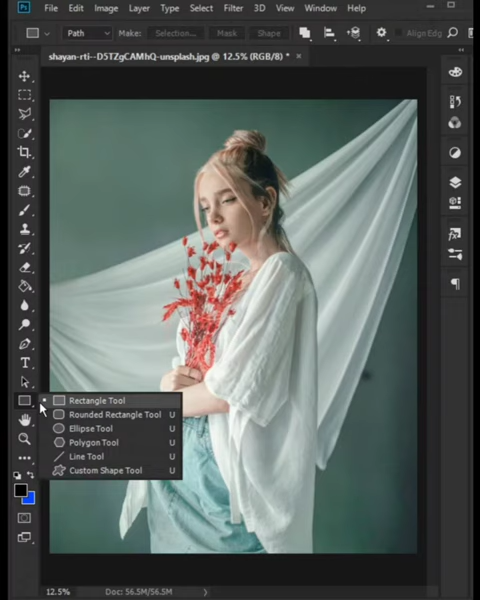 Ps File Edit Image Layer Type Select Filter 3D View Window Help
Path Make: Selection... Mask Shape Align Edg
shayan-rti--D5TZgCAMhQ-unsplash.jpg @ 12.5% (RGB/8) * ×
T
Rectangle Tool
Rounded Rectangle Tool U
Ellipse Tool U
Polygon Tool U
Line Tool U
Custom Shape Tool U
12.5% Doc: 56.5M/56.5M